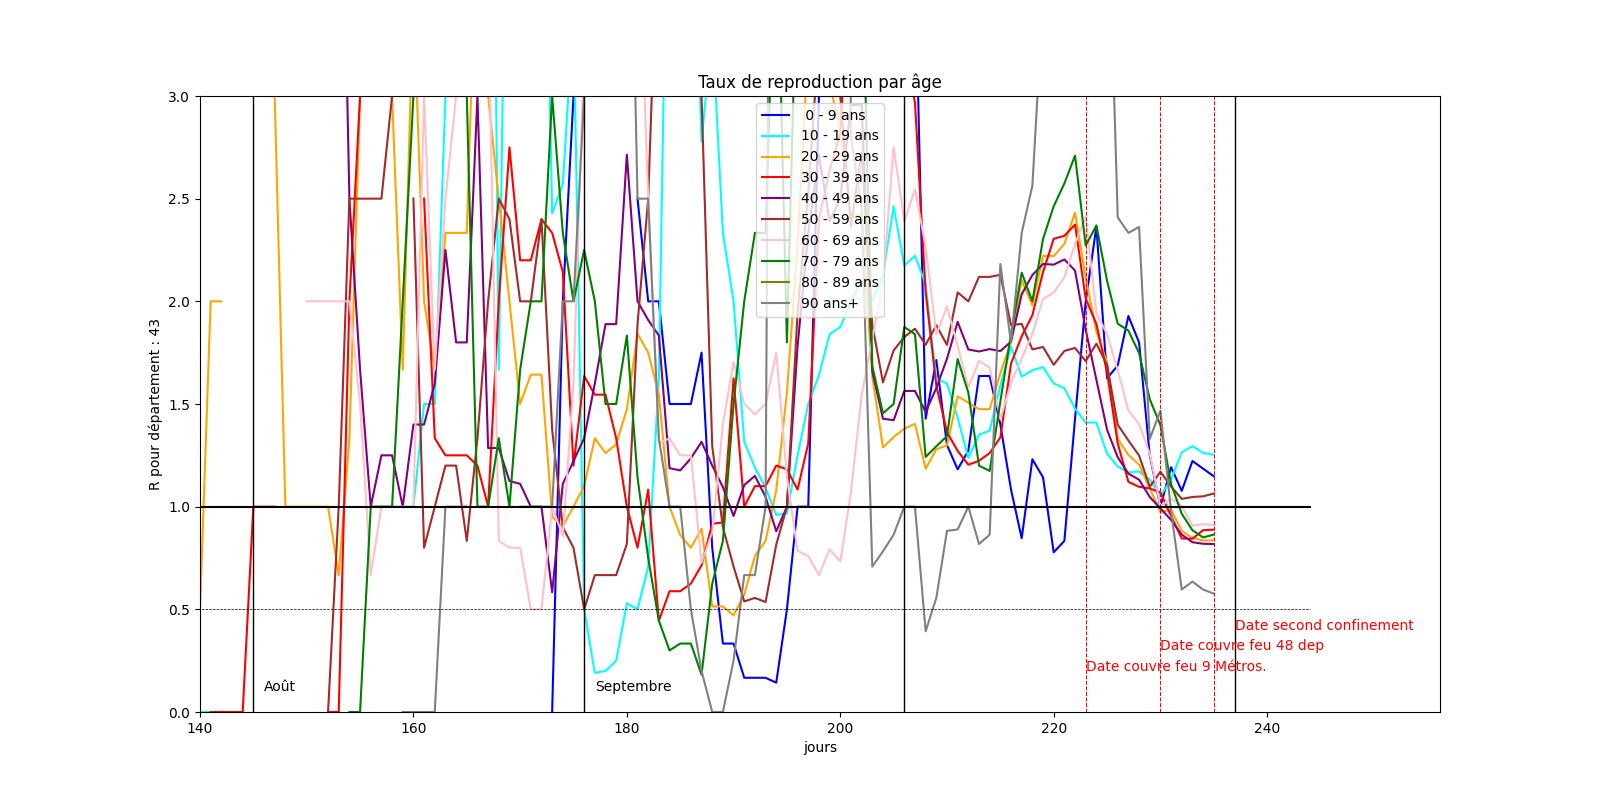 Taux de reproduction par âge
3.0
2.5
2.0
1.5
1.0
0.5
0.0
R pour département : 43
0 - 9 ans
10 - 19 ans
20 - 29 ans
30 - 39 ans
40 - 49 ans
50 - 59 ans
60 - 69 ans
70 - 79 ans
80 - 89 ans
90 ans+
Date second confinement
Date couvre feu 48 dep
Date couvre feu 9 Métros.
Août
Septembre
140
160
180
200
220
240
jours